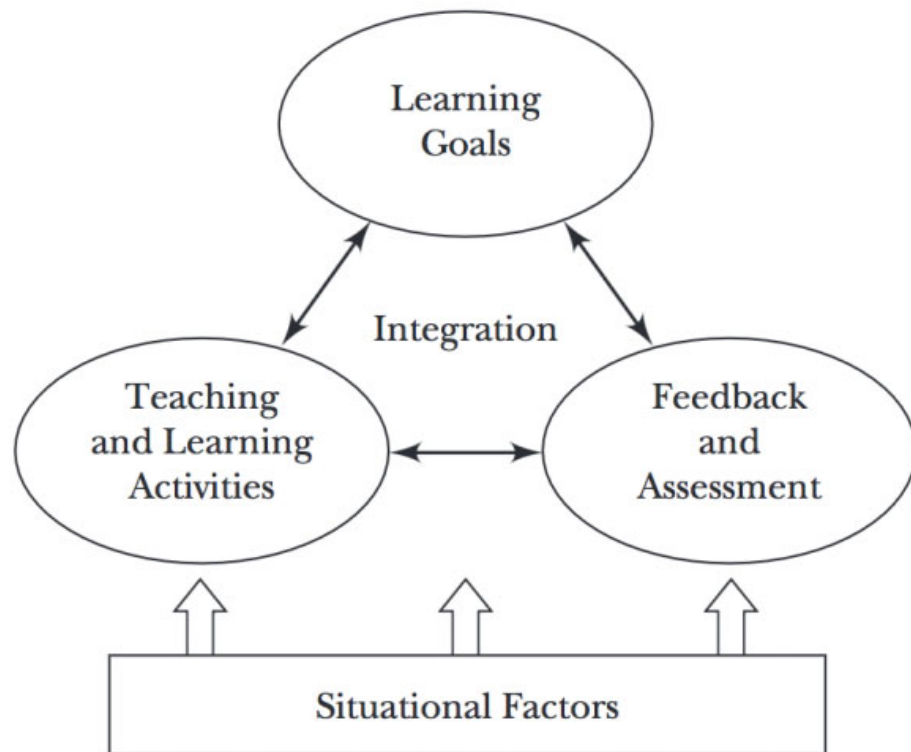 Learning
Goals
Integration
Teaching
and Learning
Activities
Feedback
and
Assessment
Situational Factors